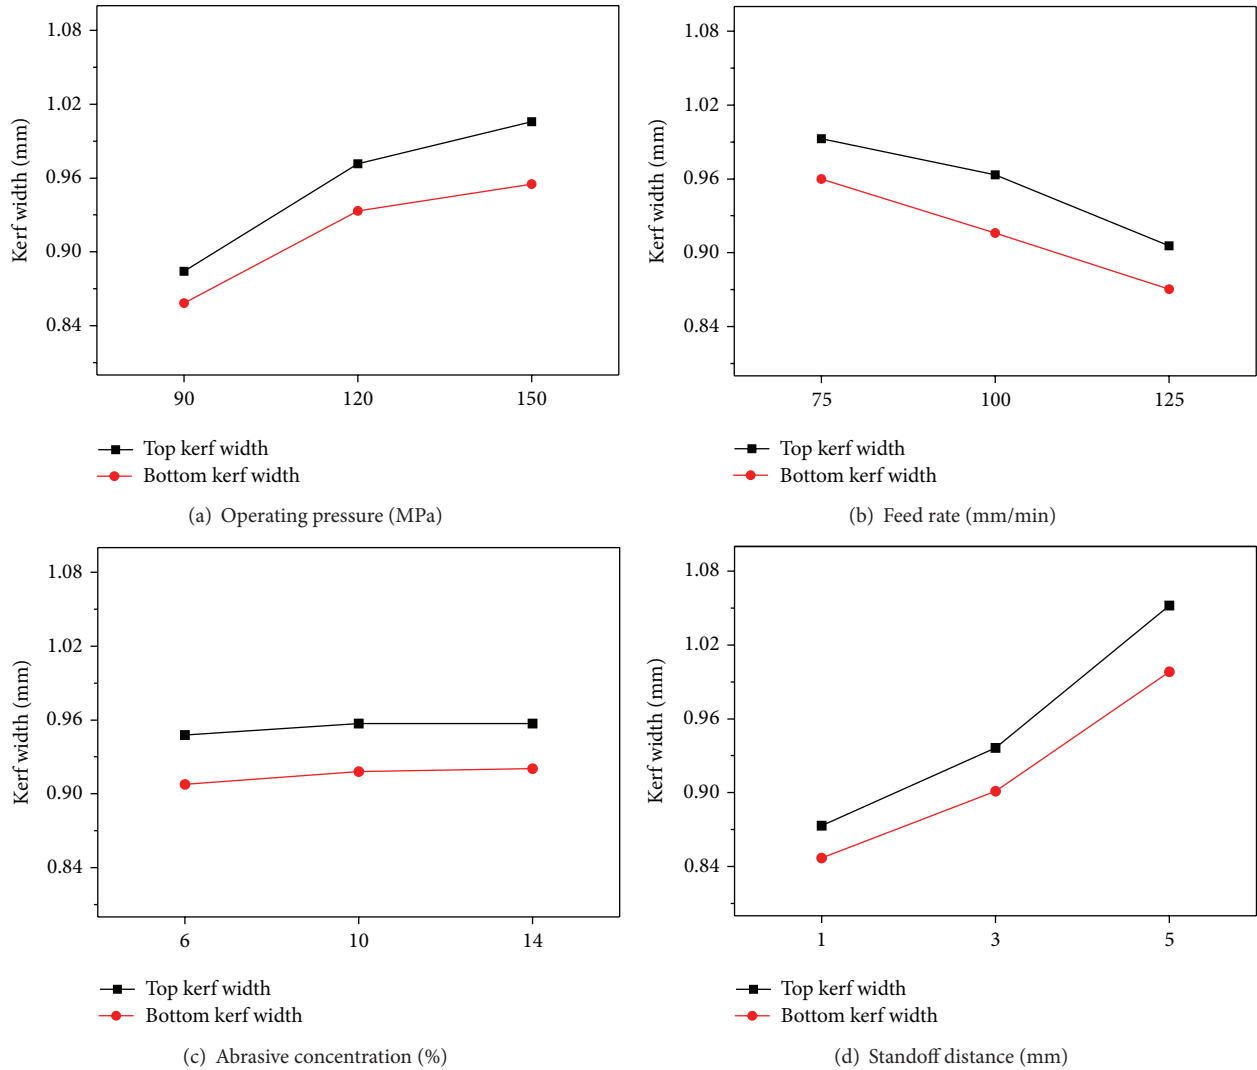 Kerf width (mm)
1.08
1.02
0.96
0.90
0.84
90 120 150
Top kerf width
Bottom kerf width
(a) Operating pressure (MPa)
Kerf width (mm)
1.08
1.02
0.96
0.90
0.84
75 100 125
Top kerf width
Bottom kerf width
(b) Feed rate (mm/min)
Kerf width (mm)
1.08
1.02
0.96
0.90
0.84
6 10 14
Top kerf width
Bottom kerf width
(c) Abrasive concentration (%)
Kerf width (mm)
1.08
1.02
0.96
0.90
0.84
1 3 5
Top kerf width
Bottom kerf width
(d) Standoff distance (mm)